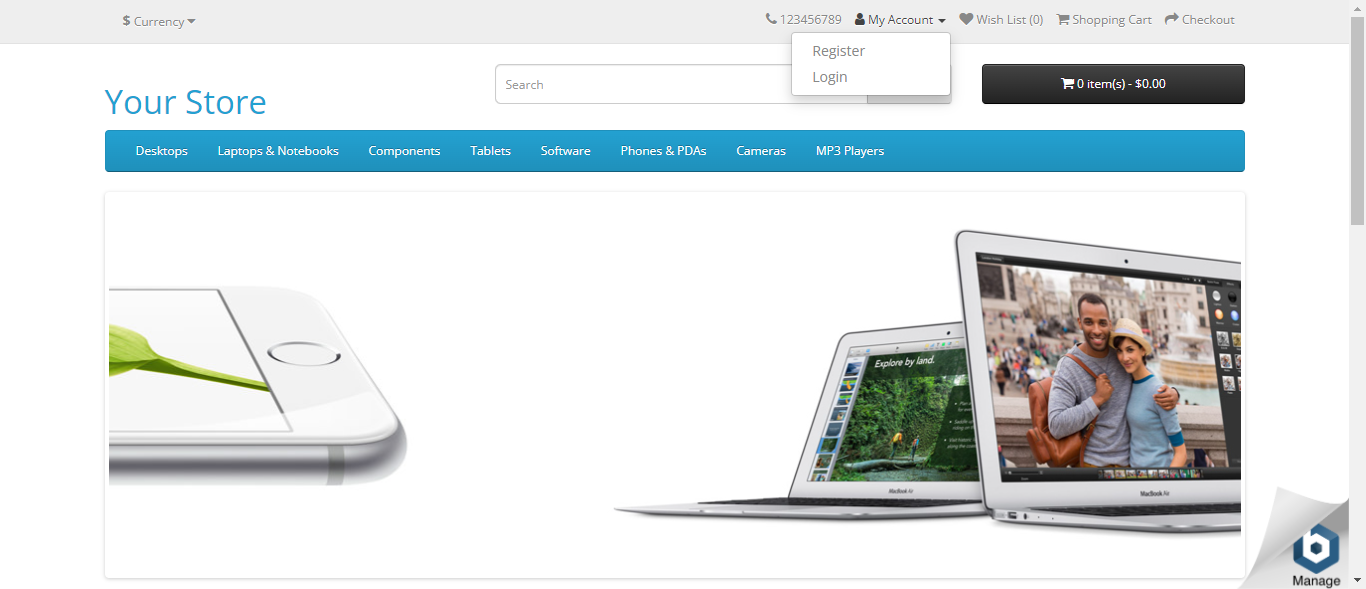 $ Currency
123456789 My Account Wish List (0) Shopping Cart Checkout
Register
Login
Your Store
Search
0 item(s) - $0.00
Desktops Laptops & Notebooks Components Tablets Software Phones & PDAs Cameras MP3 Players
Explore by land.
MacBook Air
MacBook Air
Manage